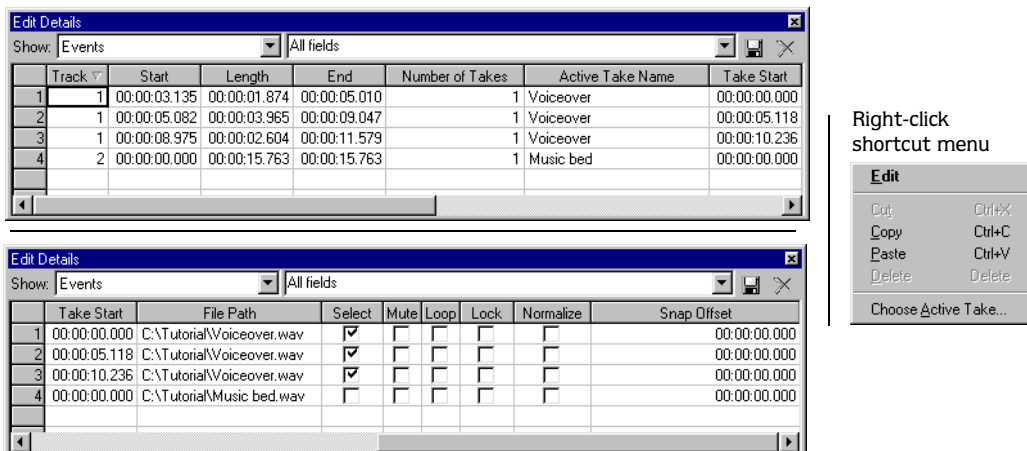 Edit Details
Show: Events All fields
Track Start Length End Number of Takes Active Take Name Take Start
1 1 00:00:03.135 00:00:01.874 00:00:05.010 1 Voiceover 00:00:00.000
2 1 00:00:05.082 00:00:03.965 00:00:09.047 1 Voiceover 00:00:05.118
3 1 00:00:08.975 00:00:02.604 00:00:11.579 1 Voiceover 00:00:10.236
4 2 00:00:00.000 00:00:15.763 00:00:15.763 1 Music bed 00:00:00.000
Right-click
shortcut menu
Edit
Cut Ctrl+X
Copy Ctrl+C
Paste Ctrl+V
Delete Delete
Choose Active Take...
Edit Details
Show: Events All fields
Take Start File Path Select Mute Loop Lock Normalize Snap Offset
1 00:00:00.000 C:\Tutorial\Voiceover.wav 00:00:00.000
2 00:00:05.118 C:\Tutorial\Voiceover.wav 00:00:00.000
3 00:00:10.236 C:\Tutorial\Voiceover.wav 00:00:00.000
4 00:00:00.000 C:\Tutorial\Music bed.wav 00:00:00.000